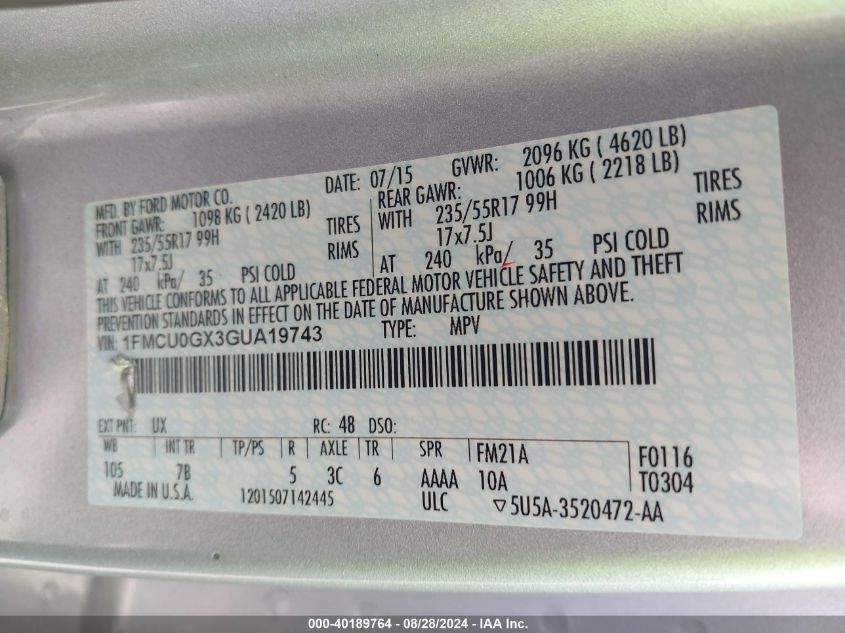 MFD. BY FORD MOTOR CO. DATE: 07/15 GVWR: 2096 KG ( 4620 LB)
FRONT GAWR: 1098 KG ( 2420 LB) REAR GAWR: 1006 KG ( 2218 LB)
WITH 235/55R17 99H TIRES WITH 235/55R17 99H TIRES
17x7.5J RIMS 17x7.5J RIMS
AT 240 kPa/ 35 PSI COLD AT 240 kPa/ 35 PSI COLD
THIS VEHICLE CONFORMS TO ALL APPLICABLE FEDERAL MOTOR VEHICLE SAFETY AND THEFT
PREVENTION STANDARDS IN EFFECT ON THE DATE OF MANUFACTURE SHOWN ABOVE.
VIN: 1FMCU0GX3GUA19743 TYPE: MPV
EXT PNT: UX RC: 48 DSO:
WB INT TR TP/PS R AXLE TR SPR FM21A F0116
105 7B 5 3C 6 AAAA 10A T0304
MADE IN U.S.A. 1201507142445 ULC ▽5U5A-3520472-AA
000-40189764 - 08/28/2024 - IAA Inc.